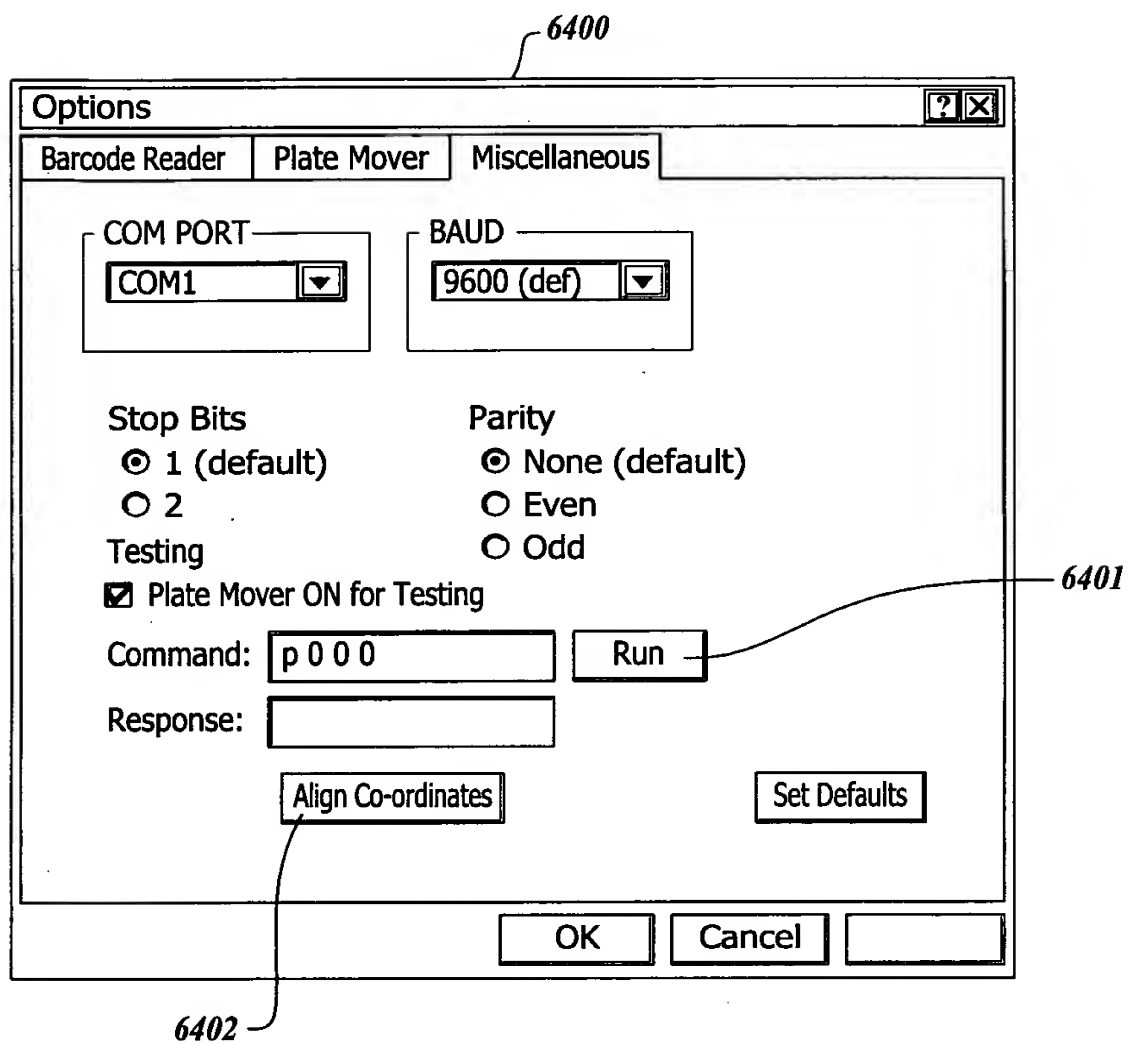 6400
Options ? X
Barcode Reader Plate Mover Miscellaneous
COM PORT BAUD
COM1 9600 (def)
Stop Bits Parity
1 (default) None (default)
2 Even
Testing Odd
Plate Mover ON for Testing 6401
Command: p 0 0 0 Run
Response:
Align Co-ordinates Set Defaults
OK Cancel
6402